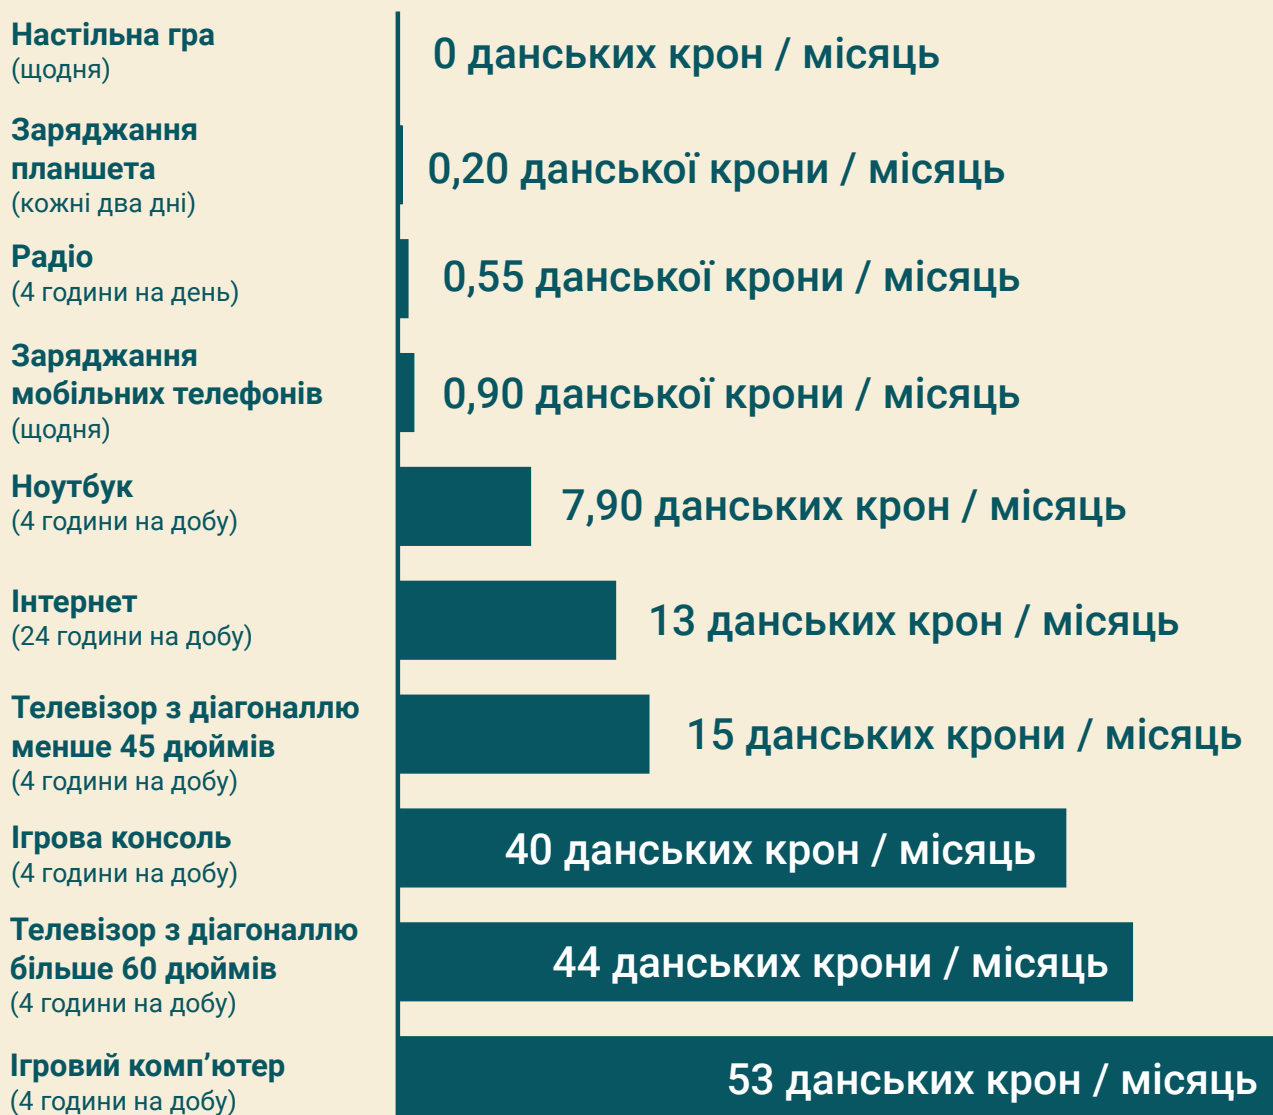 Настільна гра
(щодня)
0 данських крон / місяць
Заряджання
планшета
(кожні два дні)
0,20 данської крони / місяць
Радіо
(4 години на день)
0,55 данської крони / місяць
Заряджання
мобільних телефонів
(щодня)
0,90 данської крони / місяць
Ноутбук
(4 години на добу)
7,90 данських крон / місяць
Інтернет
(24 години на добу)
13 данських крон / місяць
Телевізор з діагоналлю
менше 45 дюймів
(4 години на добу)
15 данських крони / місяць
Ігрова консоль
(4 години на добу)
40 данських крон / місяць
Телевізор з діагоналлю
більше 60 дюймів
(4 години на добу)
44 данських крони / місяць
Ігровий комп’ютер
(4 години на добу)
53 данських крон / місяць